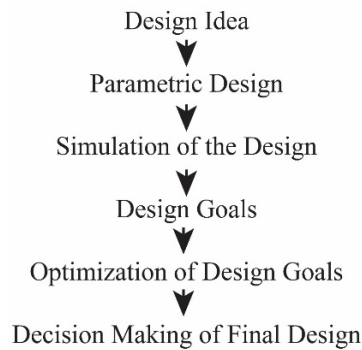 Design Idea
Parametric Design
Simulation of the Design
Design Goals
Optimization of Design Goals
Decision Making of Final Design